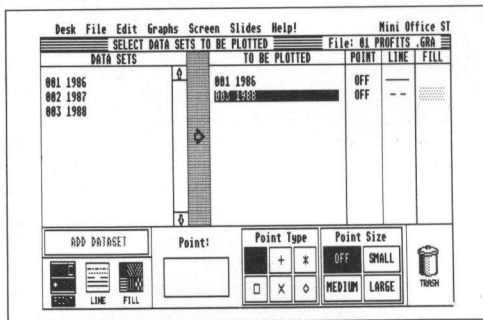 Desk File Edit Graphs Screen Slides Help! Mini Office ST
SELECT DATA SETS TO BE PLOTTED File: 01 PROFITS .GRA
DATA SETS TO BE PLOTTED POINT LINE FILL
001 1986 001 1986 OFF
002 1987 003 1988 OFF
003 1988
ADD DATASET Point: Point Type Point Size
OFF SMALL
MEDIUM LARGE
POINT LINE FILL TRASH